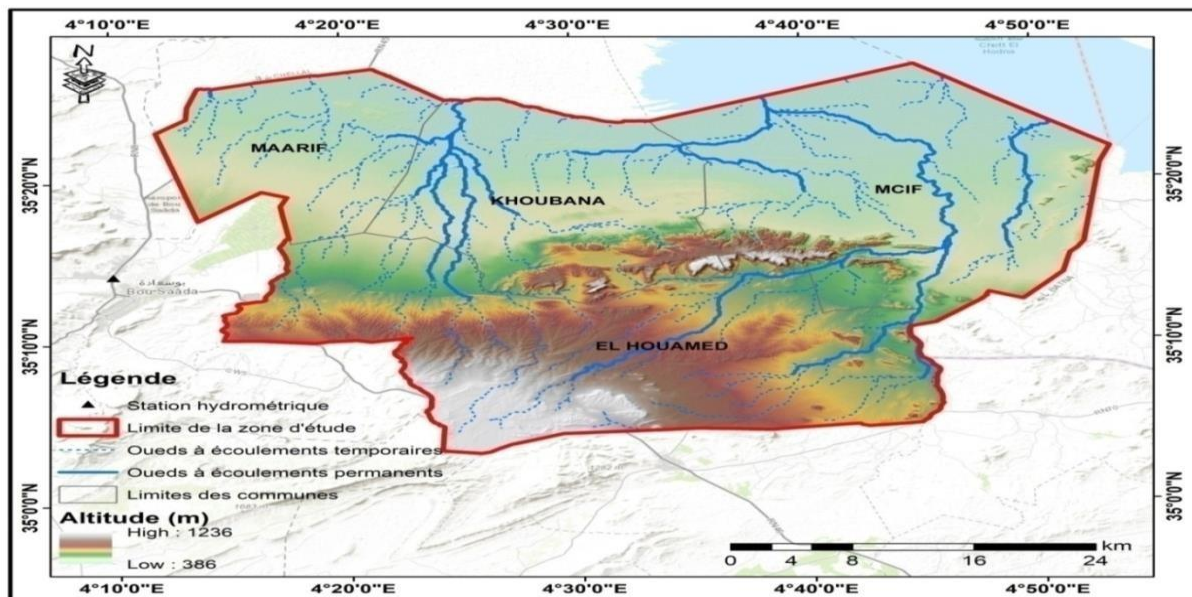 4°10'0"E 4°20'0"E 4°30'0"E 4°40'0"E 4°50'0"E
N
35°20'0"N
35°10'0"N
35°0'0"N
35°20'0"N
35°10'0"N
35°0'0"N
MAARIF
KHOUBANA
MCIF
EL HOUAMED
بوسعادة
Bou Saâda
Légende
Station hydrométrique
Limite de la zone d'étude
Oueds à écoulements temporaires
Oueds à écoulements permanents
Limites des communes
Altitude (m)
High : 1236
Low : 386
km
0 4 8 16 24
4°10'0"E 4°20'0"E 4°30'0"E 4°40'0"E 4°50'0"E